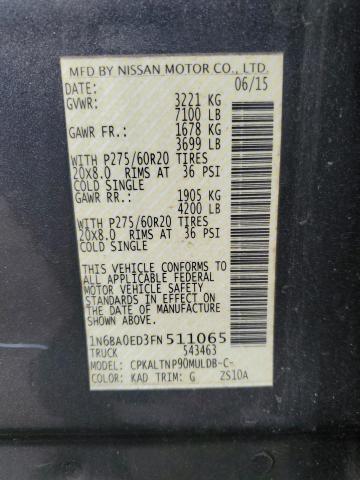 MFD BY NISSAN MOTOR CO., LTD.
DATE: 06/15
GVWR: 3221 KG
7100 LB
GAWR FR.: 1678 KG
3699 LB
WITH P275/60R20 TIRES
20X8.0 RIMS AT 36 PSI
COLD SINGLE
GAWR RR.: 1905 KG
4200 LB
WITH P275/60R20 TIRES
20X8.0 RIMS AT 36 PSI
COLD SINGLE
THIS VEHICLE CONFORMS TO
ALL APPLICABLE FEDERAL
MOTOR VEHICLE SAFETY
STANDARDS IN EFFECT ON
THE DATE OF MANUFACTURE
SHOWN ABOVE.
1N6BA0ED3FN511065
TRUCK 543463
MODEL: CPKALTNP90MULDB-C-
COLOR: KAD TRIM: G ZS10A